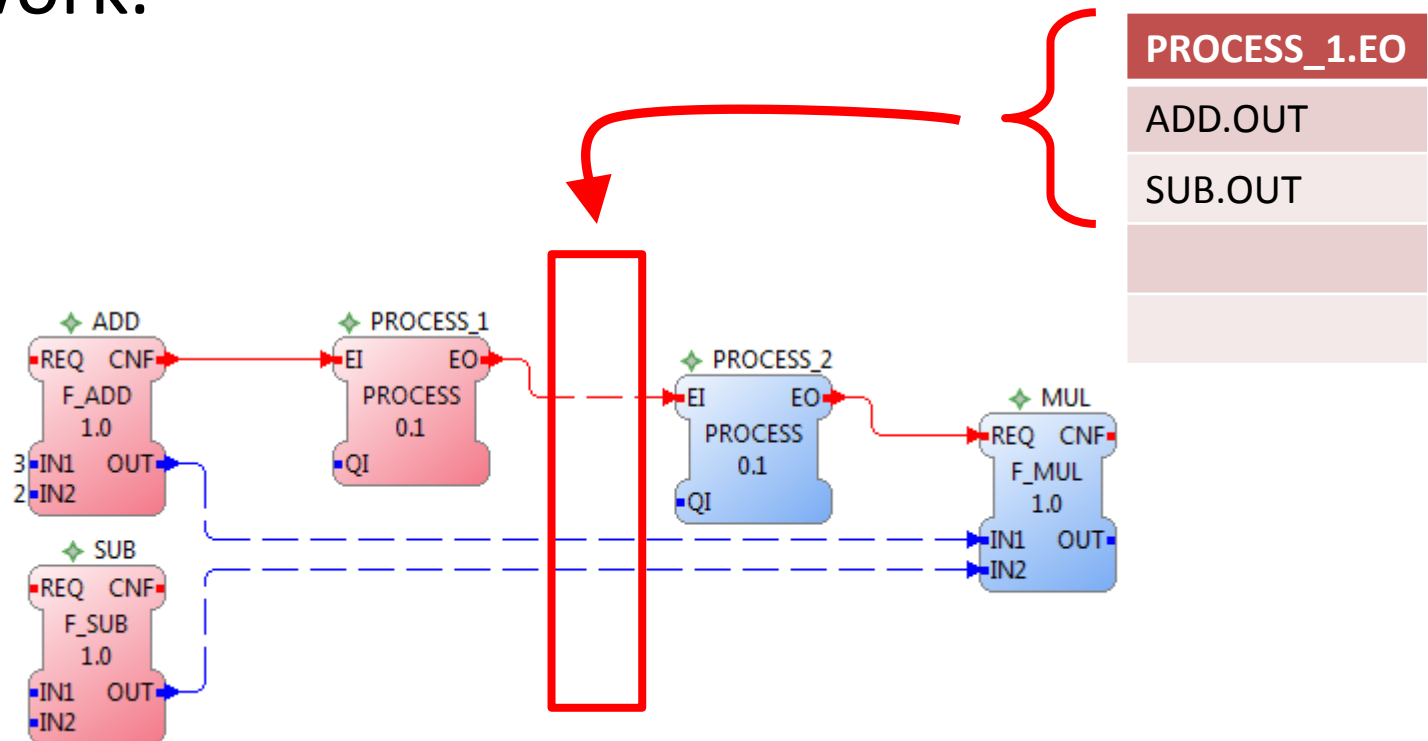 PROCESS_1.EO
ADD.OUT
SUB.OUT
ADD
REQ CNF
F_ADD
1.0
3 IN1 OUT
2 IN2
PROCESS_1
EI EO
PROCESS
0.1
QI
PROCESS_2
EI EO
PROCESS
0.1
QI
MUL
REQ CNF
F_MUL
1.0
IN1 OUT
IN2
SUB
REQ CNF
F_SUB
1.0
IN1 OUT
IN2